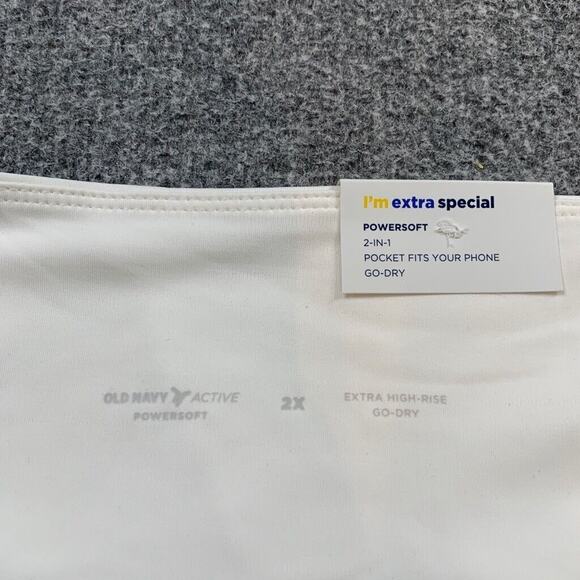 I'm extra special
POWERSOFT
2-IN-1
POCKET FITS YOUR PHONE
GO-DRY
OLD NAVY ACTIVE
POWERSOFT
2X
EXTRA HIGH-RISE
GO-DRY